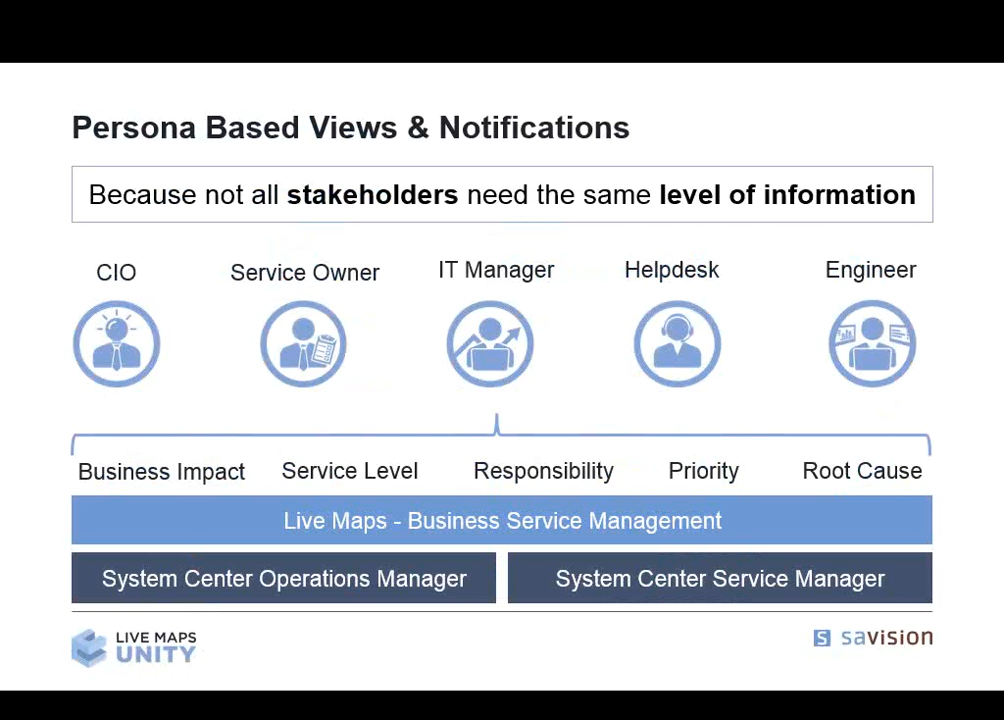 Persona Based Views & Notifications
Because not all stakeholders need the same level of information
CIO
Service Owner
IT Manager
Helpdesk
Engineer
Business Impact
Service Level
Responsibility
Priority
Root Cause
Live Maps - Business Service Management
System Center Operations Manager
System Center Service Manager
LIVE MAPS
UNITY
S savision